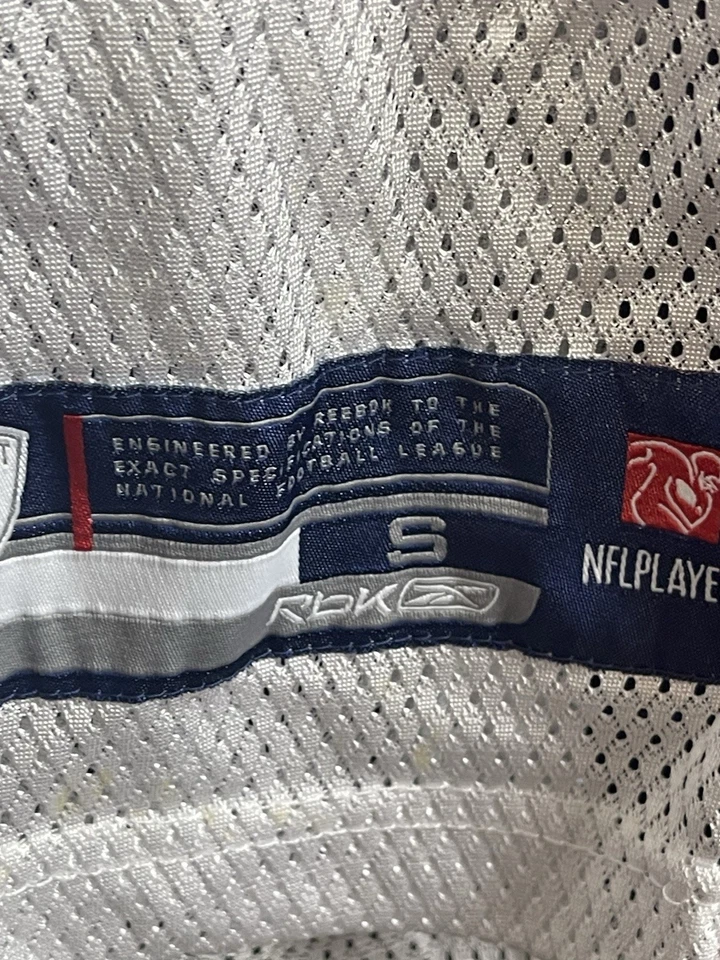 ENGINEERED BY REEBOK TO THE
EXACT SPECIFICATIONS OF THE
NATIONAL FOOTBALL LEAGUE
S
RbK
NFLPLAYE
T